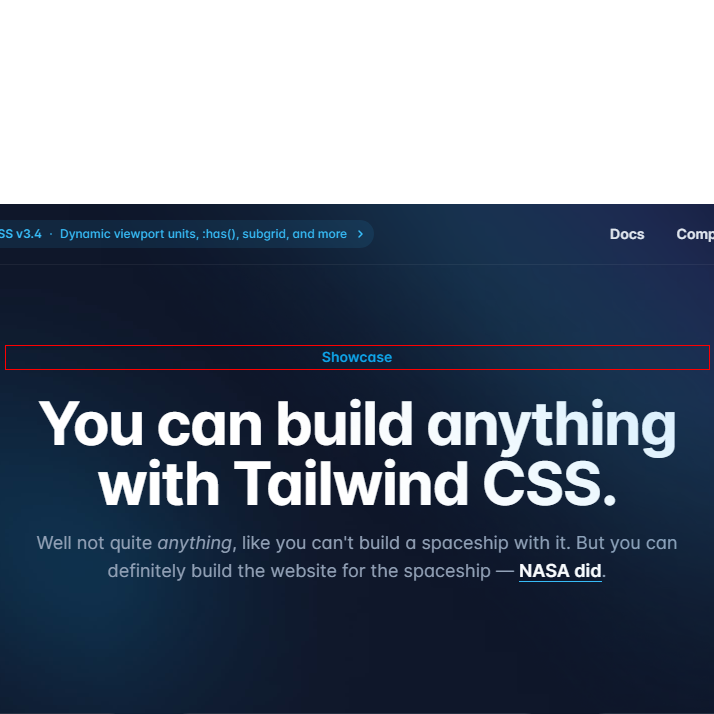 SS v3.4 · Dynamic viewport units, :has(), subgrid, and more
Docs
Comp
Showcase
You can build anything
with Tailwind CSS.
Well not quite anything, like you can't build a spaceship with it. But you can
definitely build the website for the spaceship — NASA did.